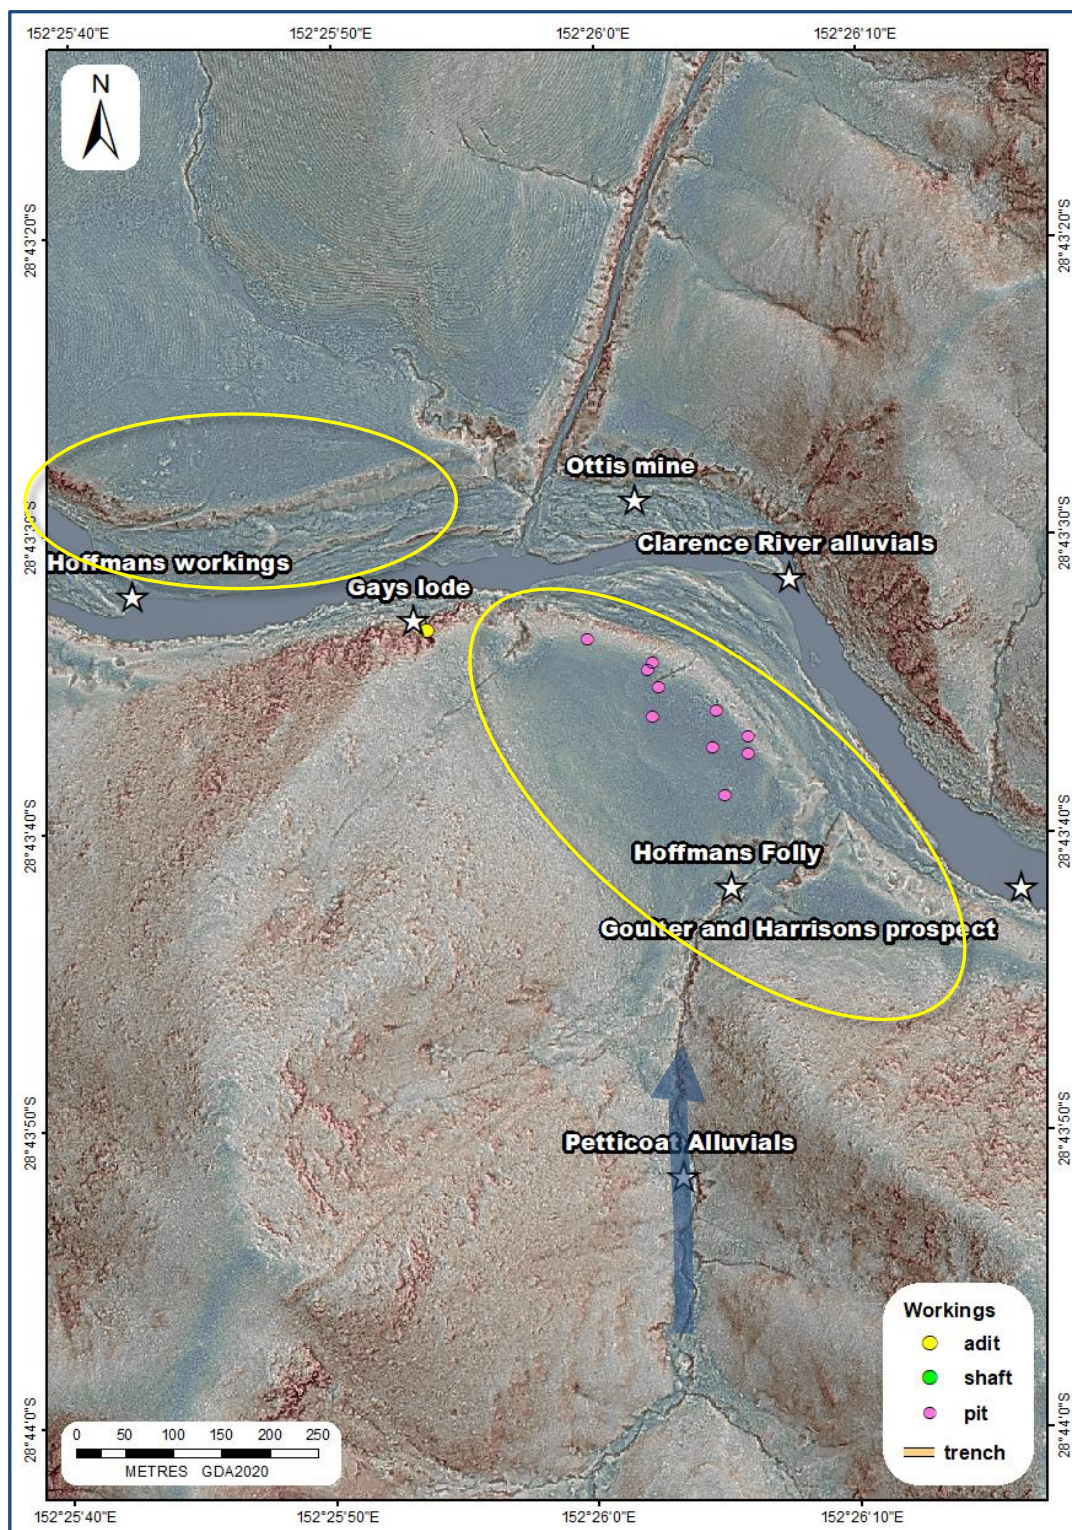 152°25'40"E
152°25'50"E
152°26'0"E
152°26'10"E
N
28°43'20"S
28°43'20"S
Ottis mine
28°43'30"S
28°43'30"S
Clarence River alluvials
Hoffmans workings
Gays lode
28°43'40"S
28°43'40"S
Hoffmans Folly
Goulter and Harrisons prospect
28°43'50"S
28°43'50"S
Petticoat Alluvials
Workings
adit
shaft
pit
trench
28°44'0"S
28°44'0"S
0 50 100 150 200 250
METRES GDA2020
152°25'40"E
152°25'50"E
152°26'0"E
152°26'10"E